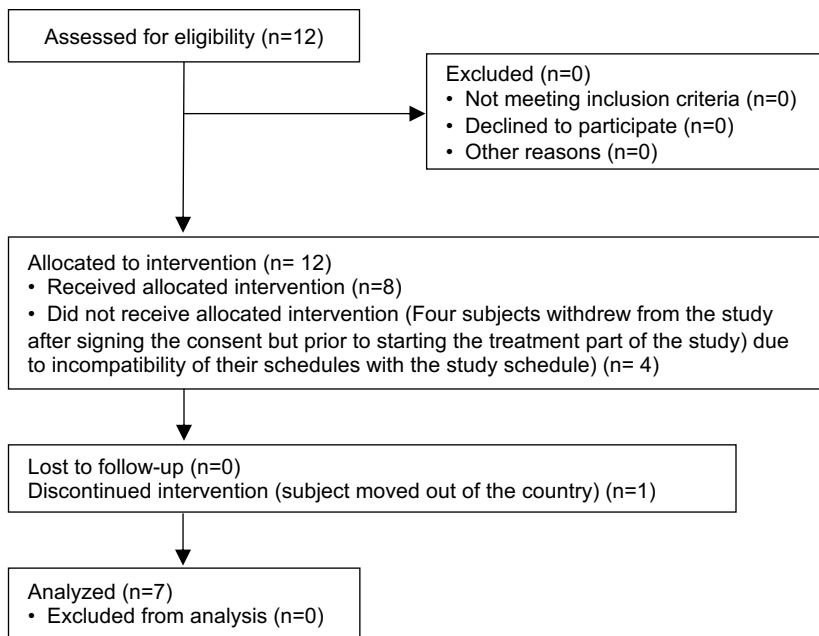 Assessed for eligibility (n=12)
Excluded (n=0)
• Not meeting inclusion criteria (n=0)
• Declined to participate (n=0)
• Other reasons (n=0)
Allocated to intervention (n= 12)
• Received allocated intervention (n=8)
• Did not receive allocated intervention (Four subjects withdrew from the study
after signing the consent but prior to starting the treatment part of the study) due
to incompatibility of their schedules with the study schedule) (n= 4)
Lost to follow-up (n=0)
Discontinued intervention (subject moved out of the country) (n=1)
Analyzed (n=7)
• Excluded from analysis (n=0)